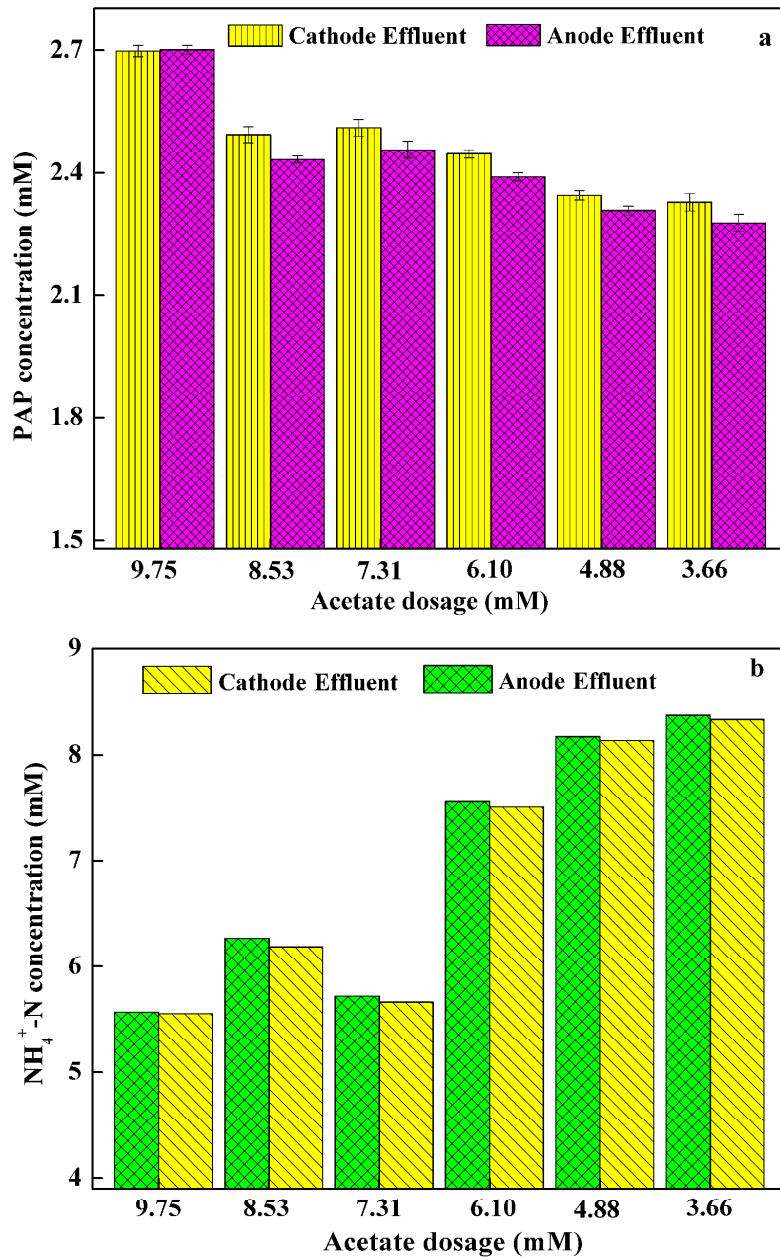 Cathode Effluent Anode Effluent a
2.7
2.4
2.1
1.8
1.5
PAP concentration (mM)
9.75 8.53 7.31 6.10 4.88 3.66
Acetate dosage (mM)
Cathode Effluent Anode Effluent b
9
8
7
6
5
4
NH₄⁺-N concentration (mM)
9.75 8.53 7.31 6.10 4.88 3.66
Acetate dosage (mM)